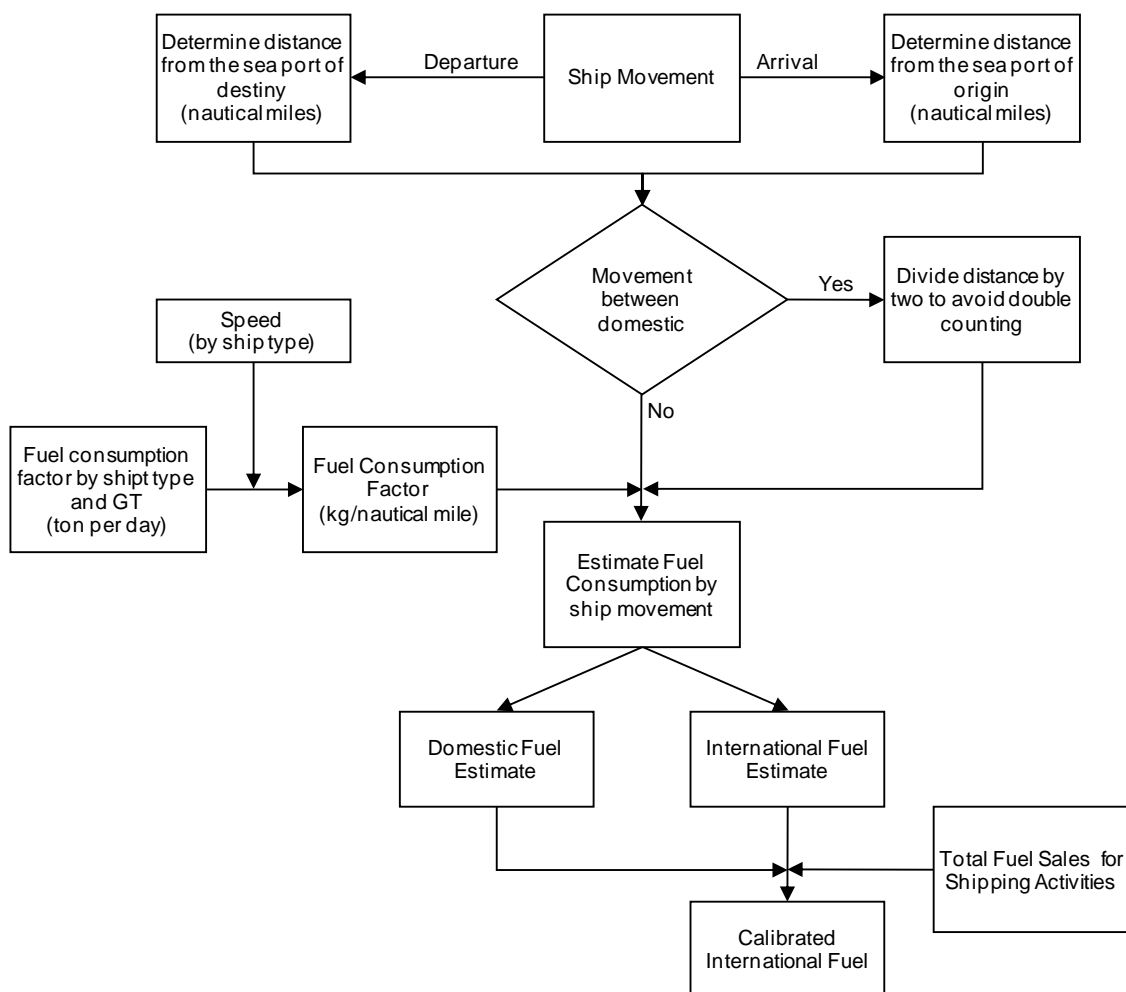 Determine distance
from the sea port of
destiny
(nautical miles)
Departure
Ship Movement
Arrival
Determine distance
from the sea port of
origin
(nautical miles)
Movement
between
domestic
Yes
Divide distance by
two to avoid double
counting
No
Speed
(by ship type)
Fuel consumption
factor by shipt type
and GT
(ton per day)
Fuel Consumption
Factor
(kg/nautical mile)
Estimate Fuel
Consumption by
ship movement
Domestic Fuel
Estimate
International Fuel
Estimate
Total Fuel Sales for
Shipping Activities
Calibrated
International Fuel